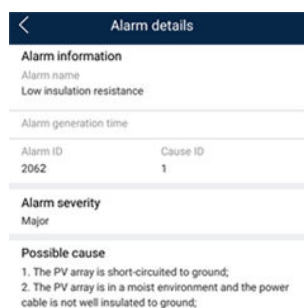 Alarm details
Alarm information
Alarm name
Low insulation resistance
Alarm generation time
Alarm ID Cause ID
2062 1
Alarm severity
Major
Possible cause
1. The PV array is short-circuited to ground;
2. The PV array is in a moist environment and the power
cable is not well insulated to ground;